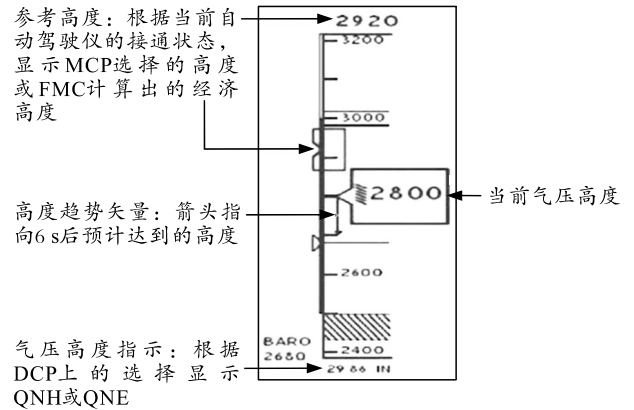 参考高度：根据当前自
动驾驶仪的接通状态，
显示MCP选择的高度
或FMC计算出的经济
高度
2920
3200
3000
2800
当前气压高度
高度趋势矢量：箭头指
向6 s后预计达到的高度
2600
BARO
2680
2400
29 86 IN
气压高度指示：根据
DCP上的选择显示
QNH或QNE